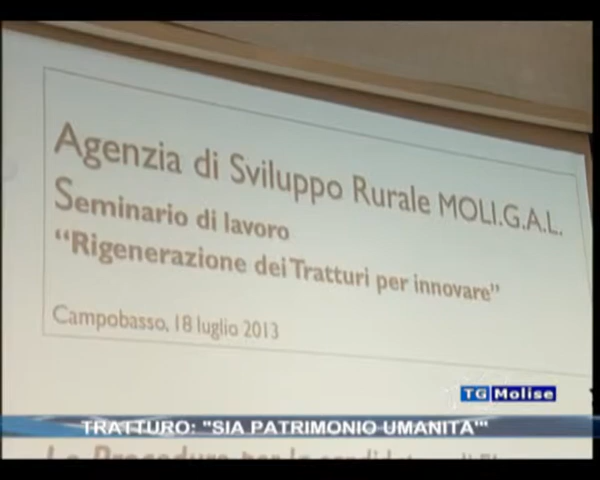 Agenzia di Sviluppo Rurale MOLI.G.A.L.
Seminario di lavoro
“Rigenerazione dei Tratturi per innovare”
Campobasso, 18 luglio 2013
TG Molise
TRATTURO: "SIA PATRIMONIO UMANITA'"